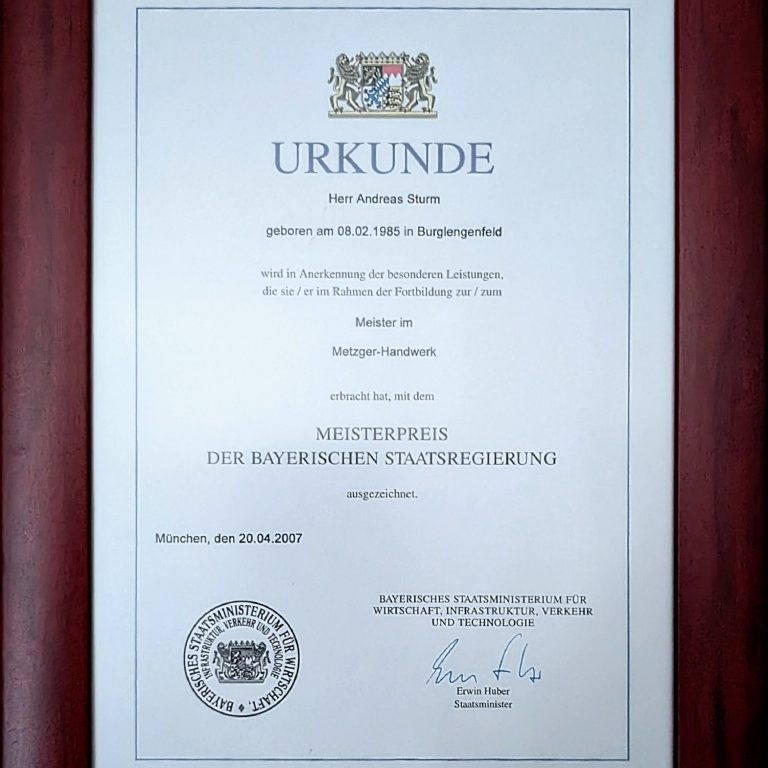 URKUNDE
Herr Andreas Sturm
geboren am 08.02.1985 in Burglengenfeld
wird in Anerkennung der besonderen Leistungen,
die sie / er im Rahmen der Fortbildung zur / zum
Meister im
Metzger-Handwerk
erbracht hat, mit dem
MEISTERPREIS
DER BAYERISCHEN STAATSREGIERUNG
ausgezeichnet.
München, den 20.04.2007
BAYERISCHES STAATSMINISTERIUM FÜR WIRTSCHAFT,
INFRASTRUKTUR, VERKEHR UND TECHNOLOGIE
BAYERISCHES STAATSMINISTERIUM FÜR
WIRTSCHAFT, INFRASTRUKTUR, VERKEHR
UND TECHNOLOGIE
Erwin Huber
Staatsminister